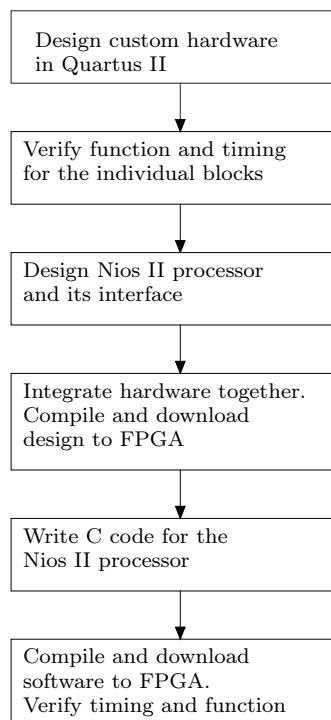 Design custom hardware
in Quartus II
Verify function and timing
for the individual blocks
Design Nios II processor
and its interface
Integrate hardware together.
Compile and download
design to FPGA
Write C code for the
Nios II processor
Compile and download
software to FPGA.
Verify timing and function